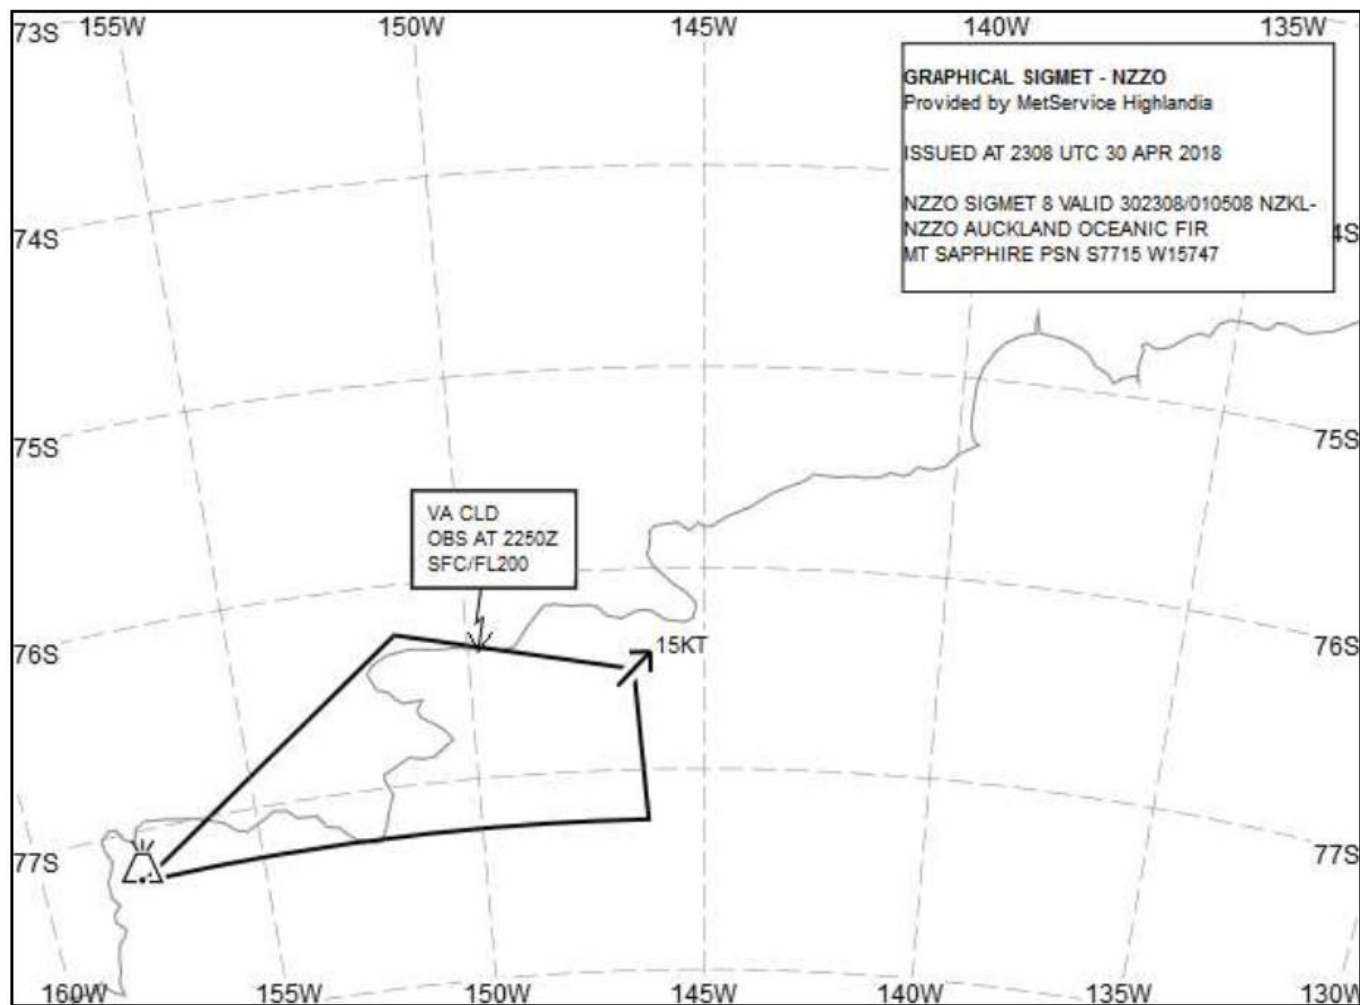 73S 155W 150W 145W 140W 135W
GRAPHICAL SIGMET - NZZO
Provided by MetService Highlandia
ISSUED AT 2308 UTC 30 APR 2018
NZZO SIGMET 8 VALID 302308/010508 NZKL-
NZZO AUCKLAND OCEANIC FIR
MT SAPPHIRE PSN S7715 W15747
74S 4S
75S 75S
VA CLD
OBS AT 2250Z
SFC/FL200
76S 15KT 76S
77S 77S
160W 155W 150W 145W 140W 135W 130W